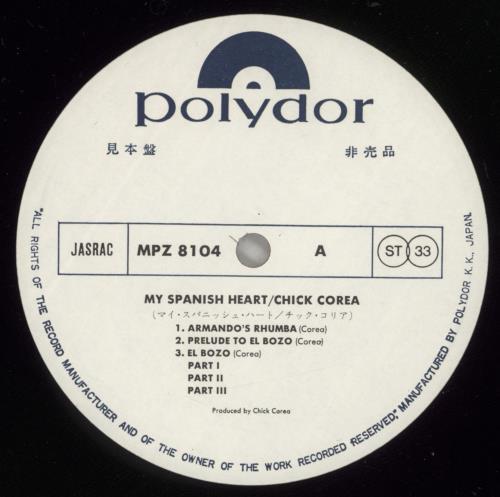 polydor
見本盤 非売品
JASRAC MPZ 8104 A ST 33
MY SPANISH HEART/CHICK COREA
(マイ・スパニッシュ・ハート/チック・コリア)
1. ARMANDO'S RHUMBA (Corea)
2. PRELUDE TO EL BOZO (Corea)
3. EL BOZO (Corea)
PART I
PART II
PART III
Produced by Chick Corea
"ALL RIGHTS OF THE RECORD MANUFACTURER AND OF THE OWNER OF THE WORK RECORDED RESERVED." MANUFACTURED BY POLYDOR K.K., JAPAN.